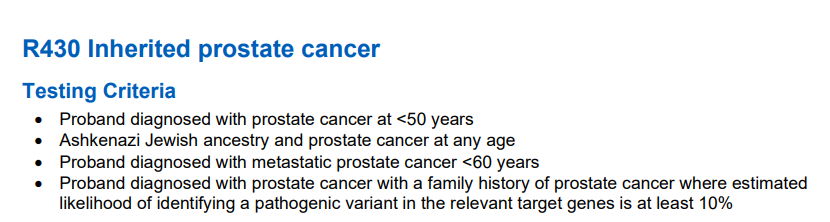 R430 Inherited prostate cancer
Testing Criteria
• Proband diagnosed with prostate cancer at <50 years
• Ashkenazi Jewish ancestry and prostate cancer at any age
• Proband diagnosed with metastatic prostate cancer <60 years
• Proband diagnosed with prostate cancer with a family history of prostate cancer where estimated
likelihood of identifying a pathogenic variant in the relevant target genes is at least 10%